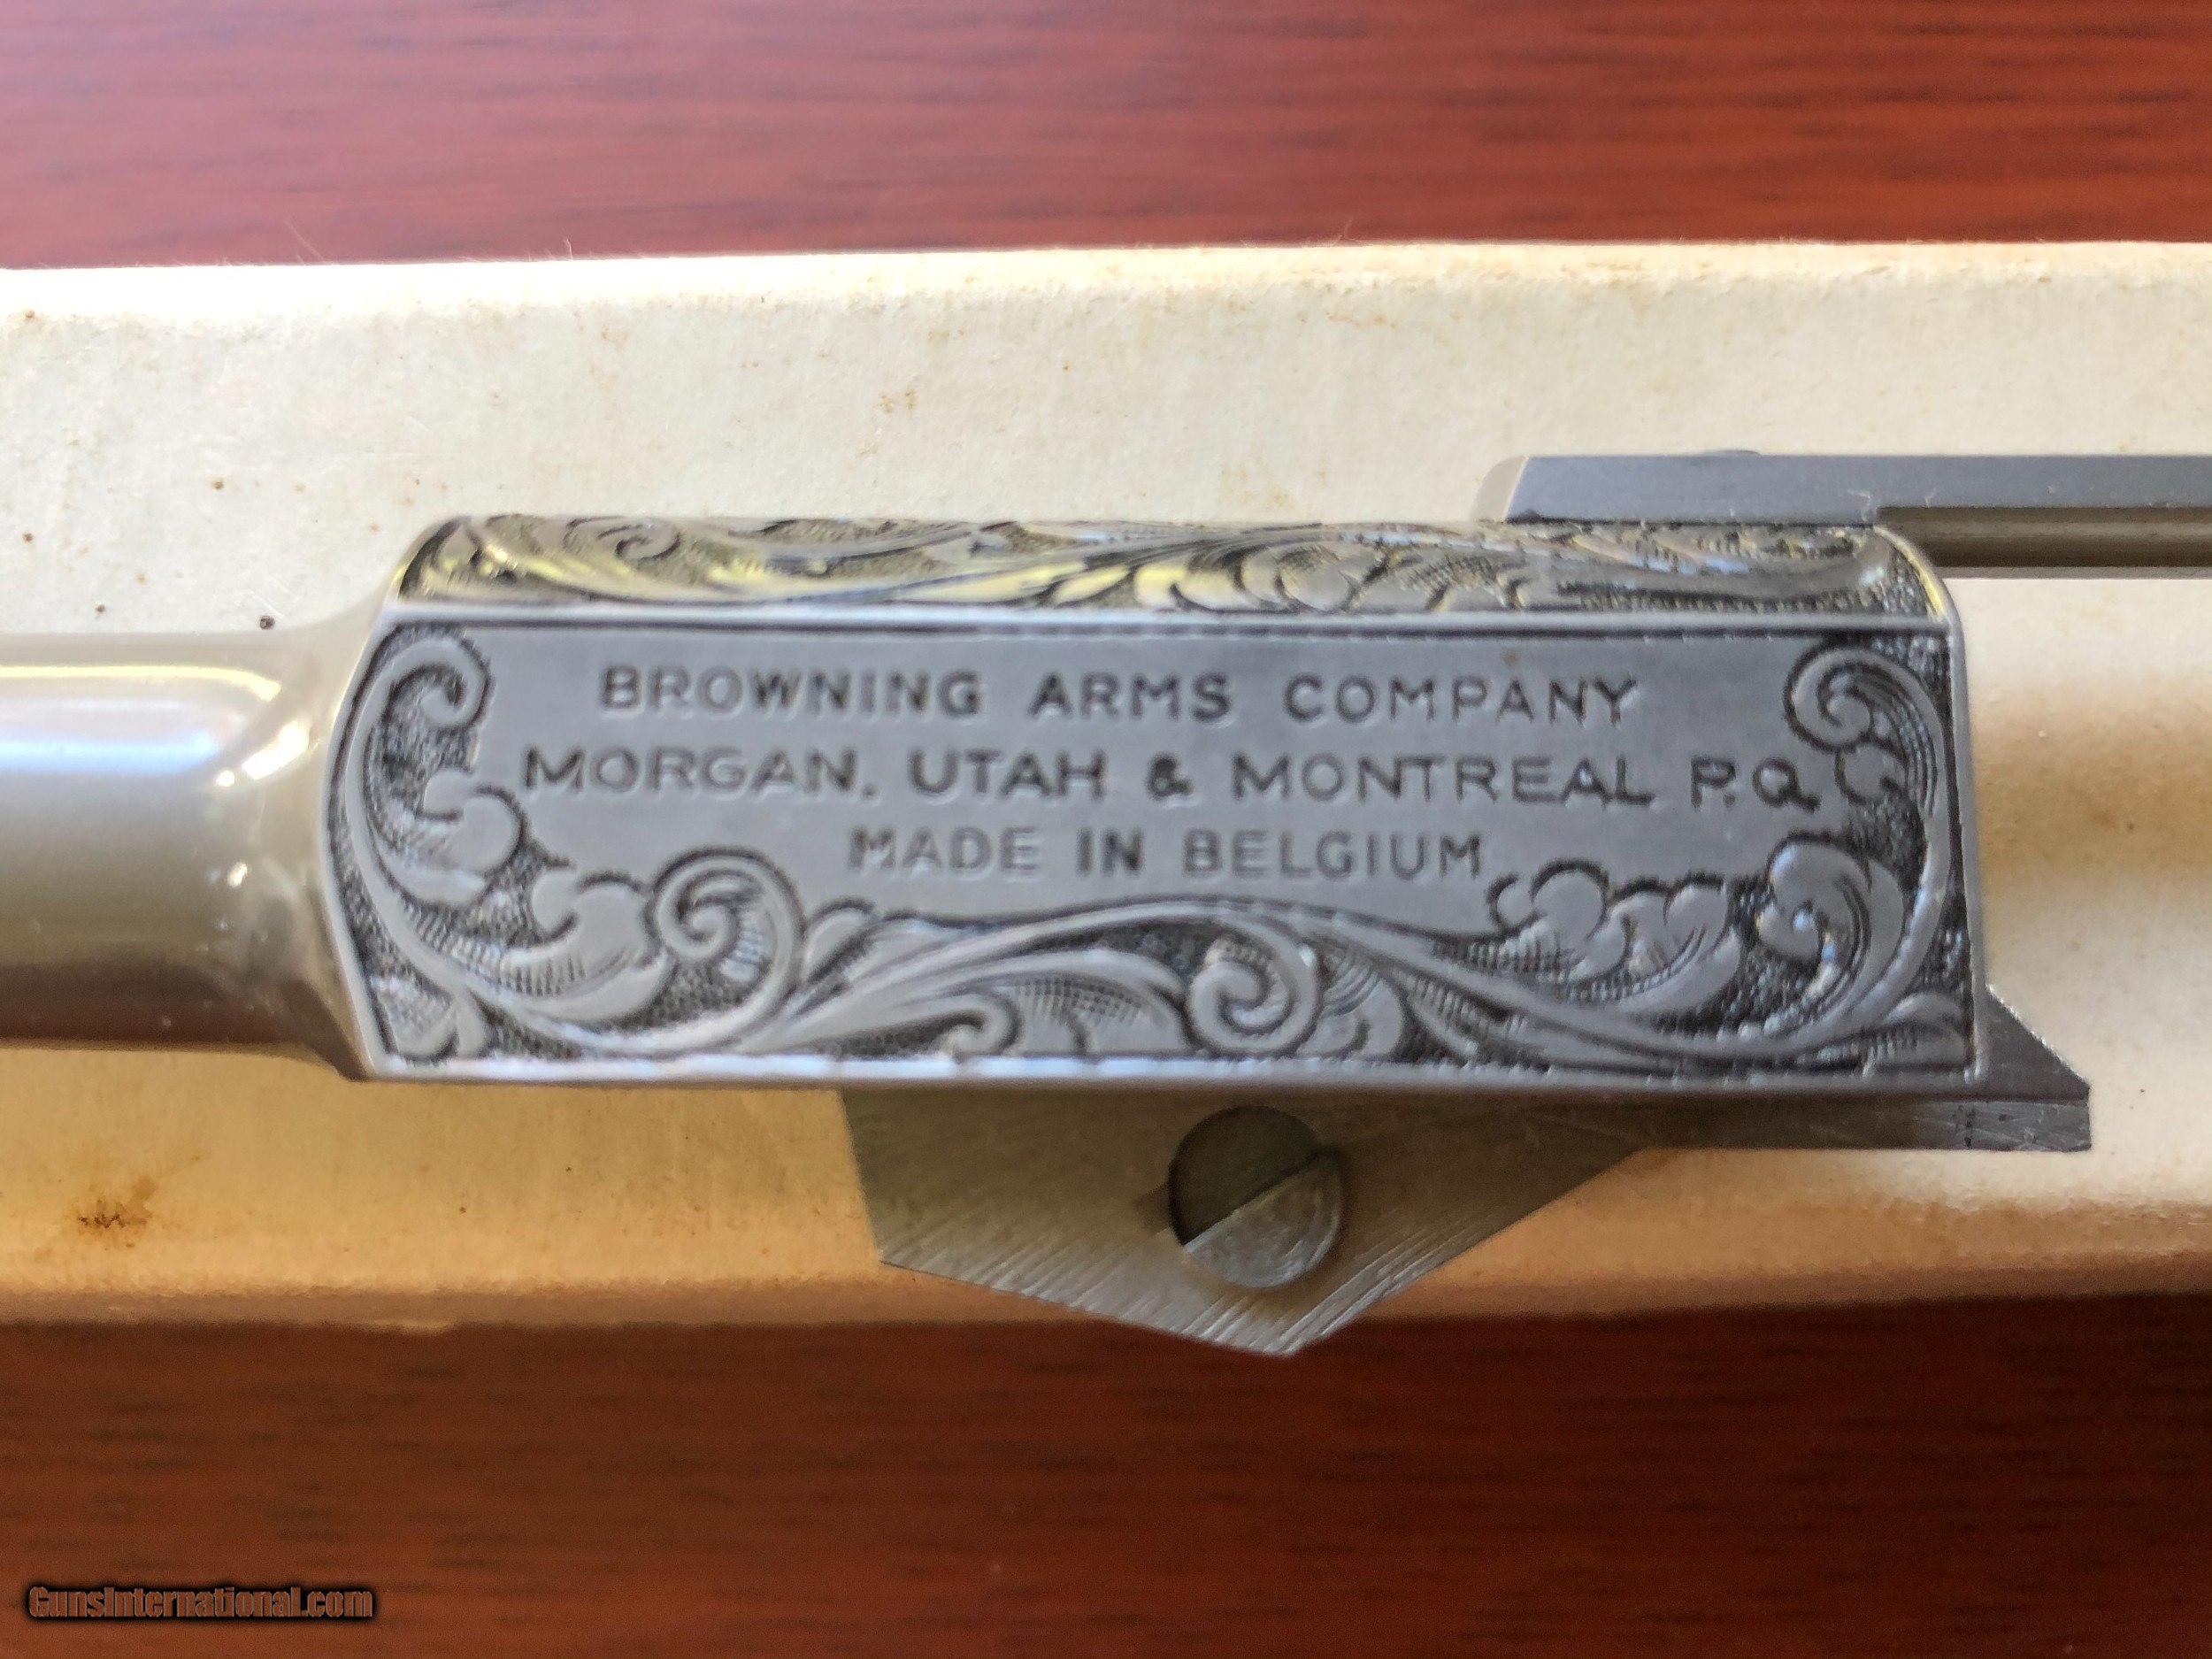 BROWNING ARMS COMPANY
MORGAN, UTAH & MONTREAL P.Q.
MADE IN BELGIUM
GunsInternational.com